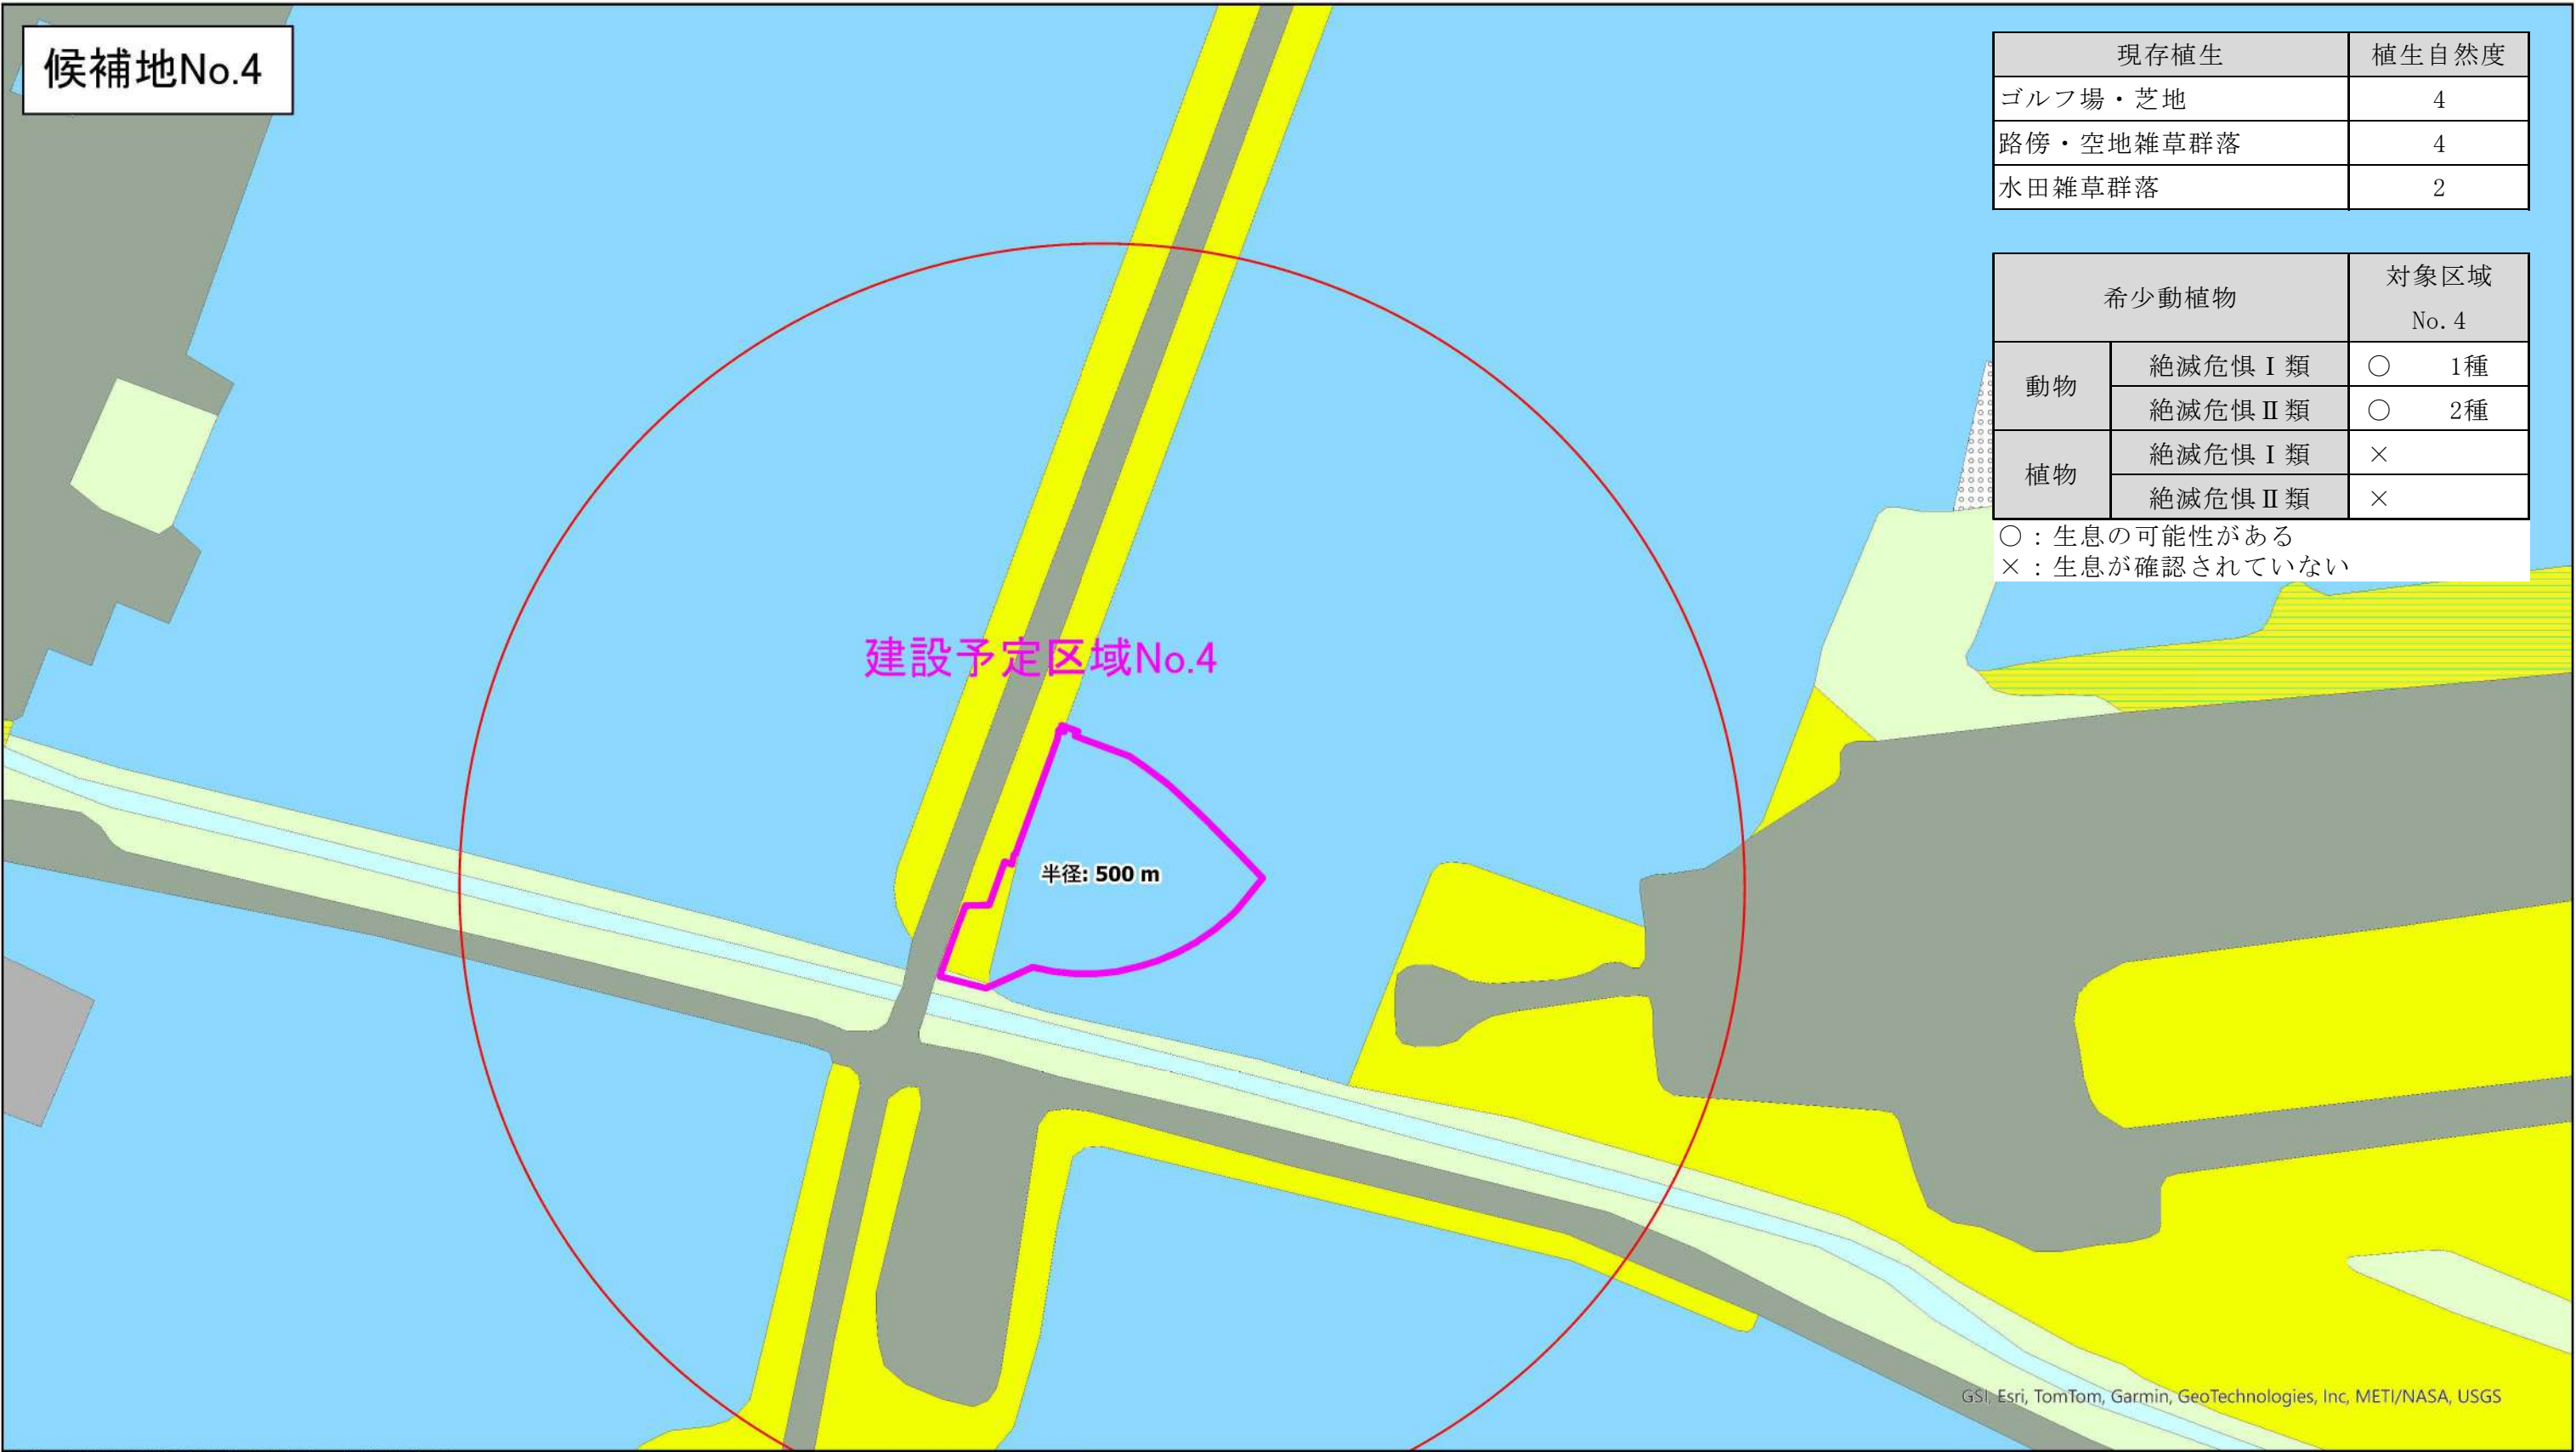 候補地No.4
現存植生 植生自然度
ゴルフ場・芝地 4
路傍・空地雑草群落 4
水田雑草群落 2
希少動植物 対象区域
No.4
動物 絶滅危惧Ⅰ類 ○ 1種
絶滅危惧Ⅱ類 ○ 2種
植物 絶滅危惧Ⅰ類 ×
絶滅危惧Ⅱ類 ×
○：生息の可能性がある
×：生息が確認されていない
建設予定区域No.4
半径: 500 m
GSI, Esri, TomTom, Garmin, GeoTechnologies, Inc, METI/NASA, USGS